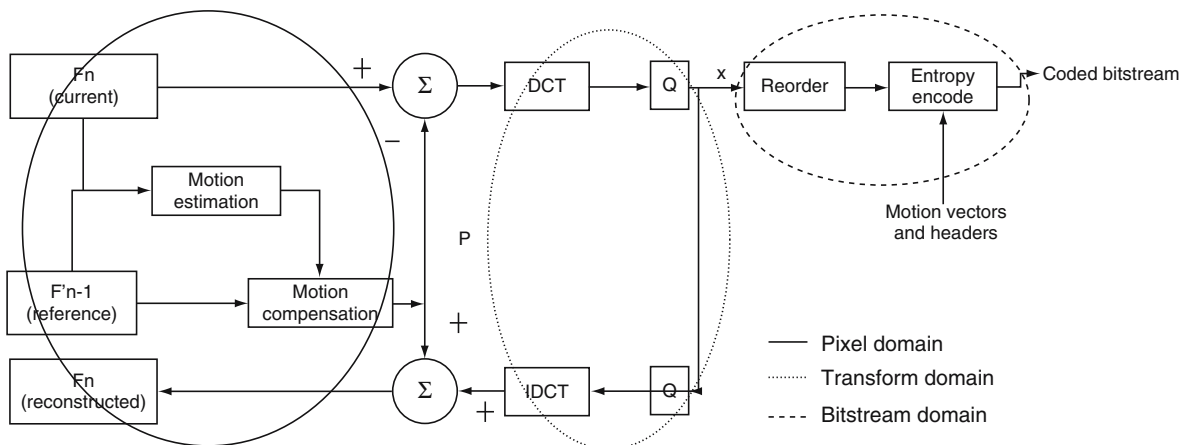 Fn
(current)
+
Σ
DCT
Q
x
Reorder
Entropy
encode
Coded bitstream
−
Motion
estimation
P
Motion vectors
and headers
F'n-1
(reference)
Motion
compensation
+
Fn
(reconstructed)
Σ
+
IDCT
Q
Pixel domain
Transform domain
Bitstream domain